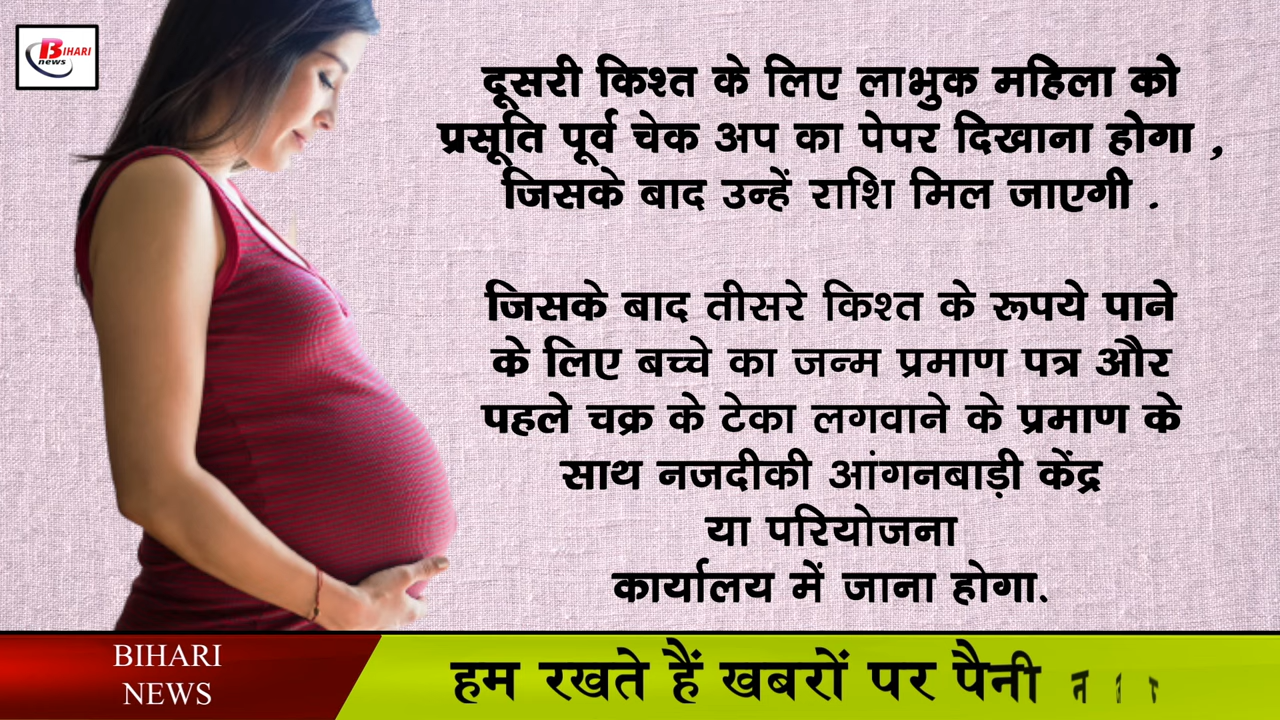 BIHARI
news
दूसरी किश्त के लिए लाभुक महिला को
प्रसूति पूर्व चेक अप का पेपर दिखाना होगा ,
जिसके बाद उन्हें राशि मिल जाएगी .
जिसके बाद तीसरे किश्त के रूपये पाने
के लिए बच्चे का जन्म प्रमाण पत्र और
पहले चक्र के टेका लगवाने के प्रमाण के
साथ नजदीकी आंगनबाड़ी केंद्र
या परियोजना
कार्यालय में जाना होगा.
BIHARI
NEWS
हम रखते हैं खबरों पर पैनी